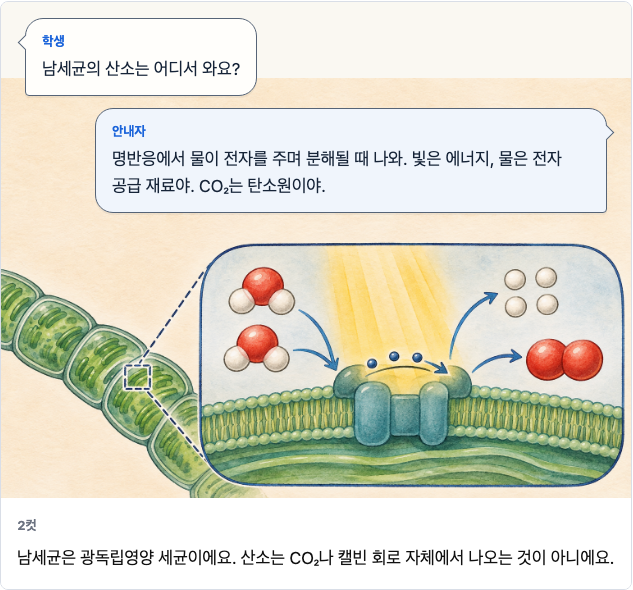 학생
남세균의 산소는 어디서 와요?
안내자
명반응에서 물이 전자를 주며 분해될 때 나와. 빛은 에너지, 물은 전자
공급 재료야. CO₂는 탄소원이야.
2컷
남세균은 광독립영양 세균이에요. 산소는 CO₂나 캘빈 회로 자체에서 나오는 것이 아니에요.